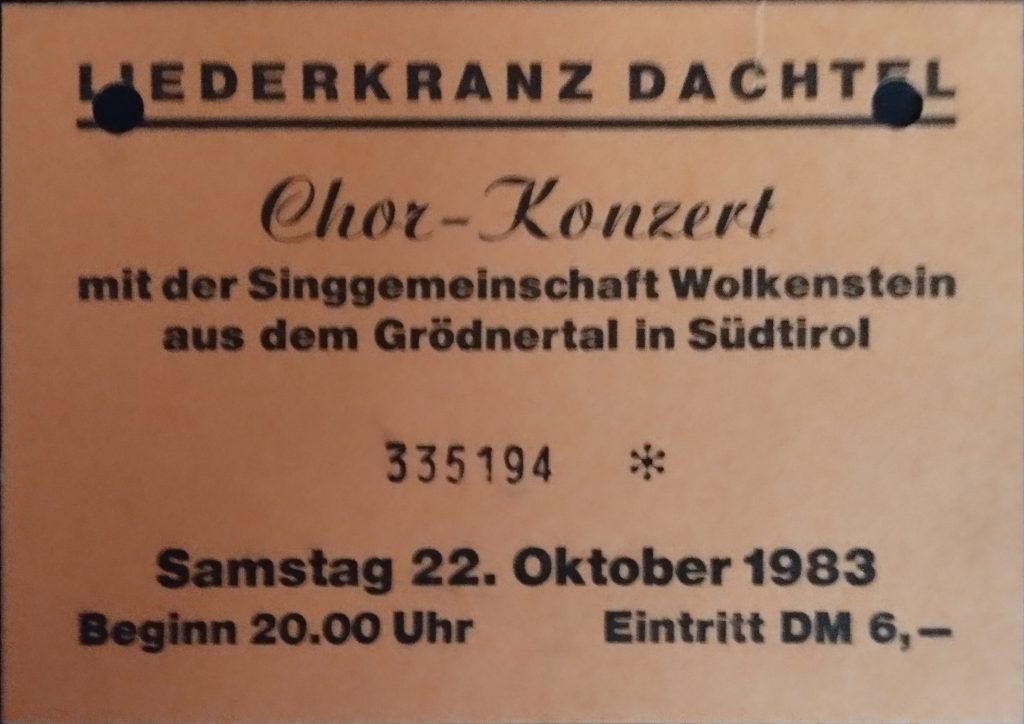 LIEDERKRANZ DACHTEL
Chor-Konzert
mit der Singgemeinschaft Wolkenstein
aus dem Grödnertal in Südtirol
335194 *
Samstag 22. Oktober 1983
Beginn 20.00 Uhr Eintritt DM 6,—